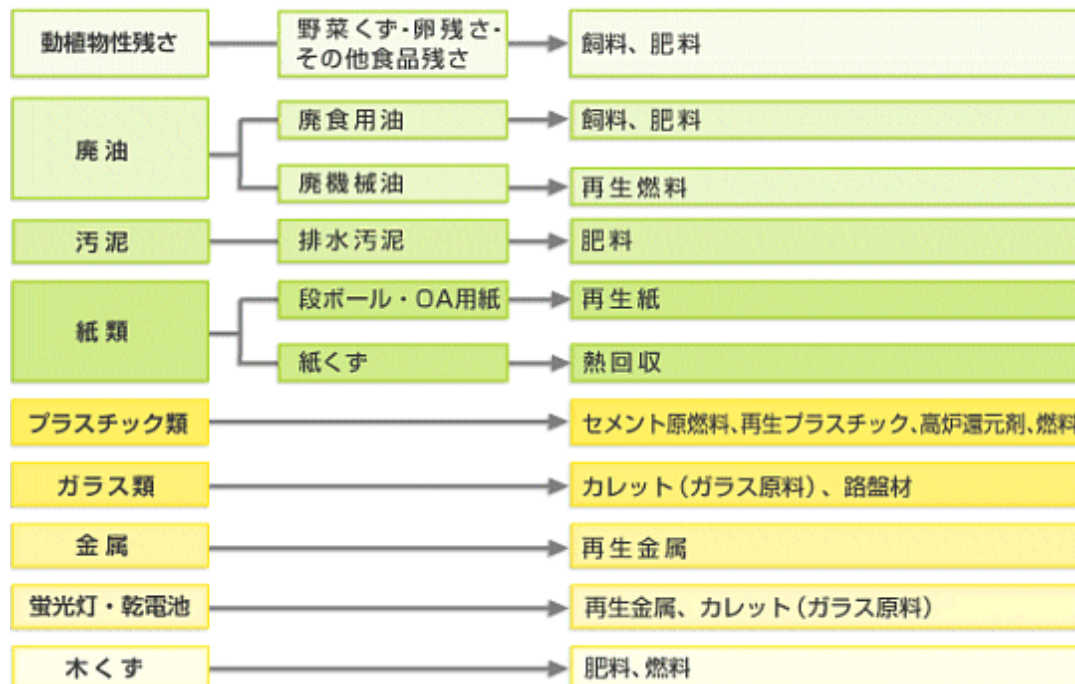 動植物性残さ
野菜くず・卵残さ・
その他食品残さ
飼料、肥料
廃油
廃食用油
飼料、肥料
廃機械油
再生燃料
汚泥
排水汚泥
肥料
紙類
段ボール・OA用紙
再生紙
紙くず
熱回収
プラスチック類
セメント原燃料、再生プラスチック、高炉還元剤、燃料
ガラス類
カレット(ガラス原料)、路盤材
金属
再生金属
蛍光灯・乾電池
再生金属、カレット(ガラス原料)
木くず
肥料、燃料